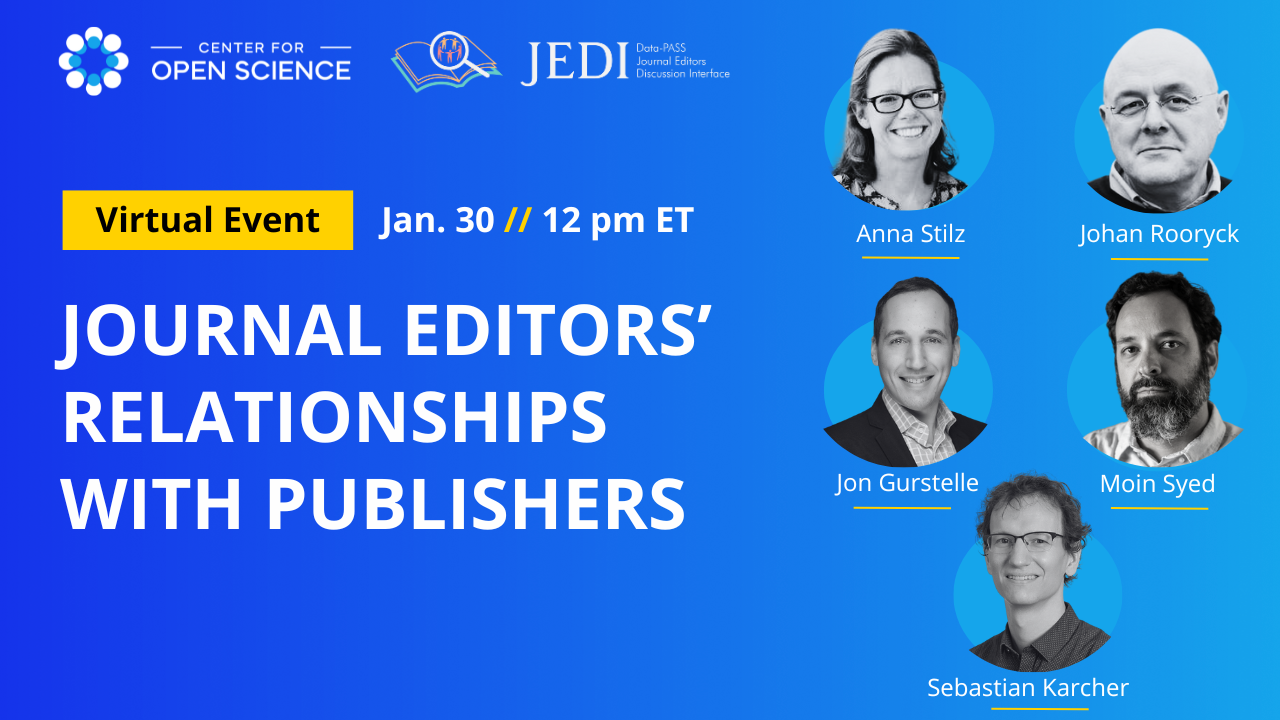 CENTER FOR
OPEN SCIENCE
JEDI
Data-PASS
Journal Editors
Discussion Interface
Virtual Event
Jan. 30 // 12 pm ET
JOURNAL EDITORS’
RELATIONSHIPS
WITH PUBLISHERS
Anna Stilz
Johan Rooryck
Jon Gurstelle
Moin Syed
Sebastian Karcher